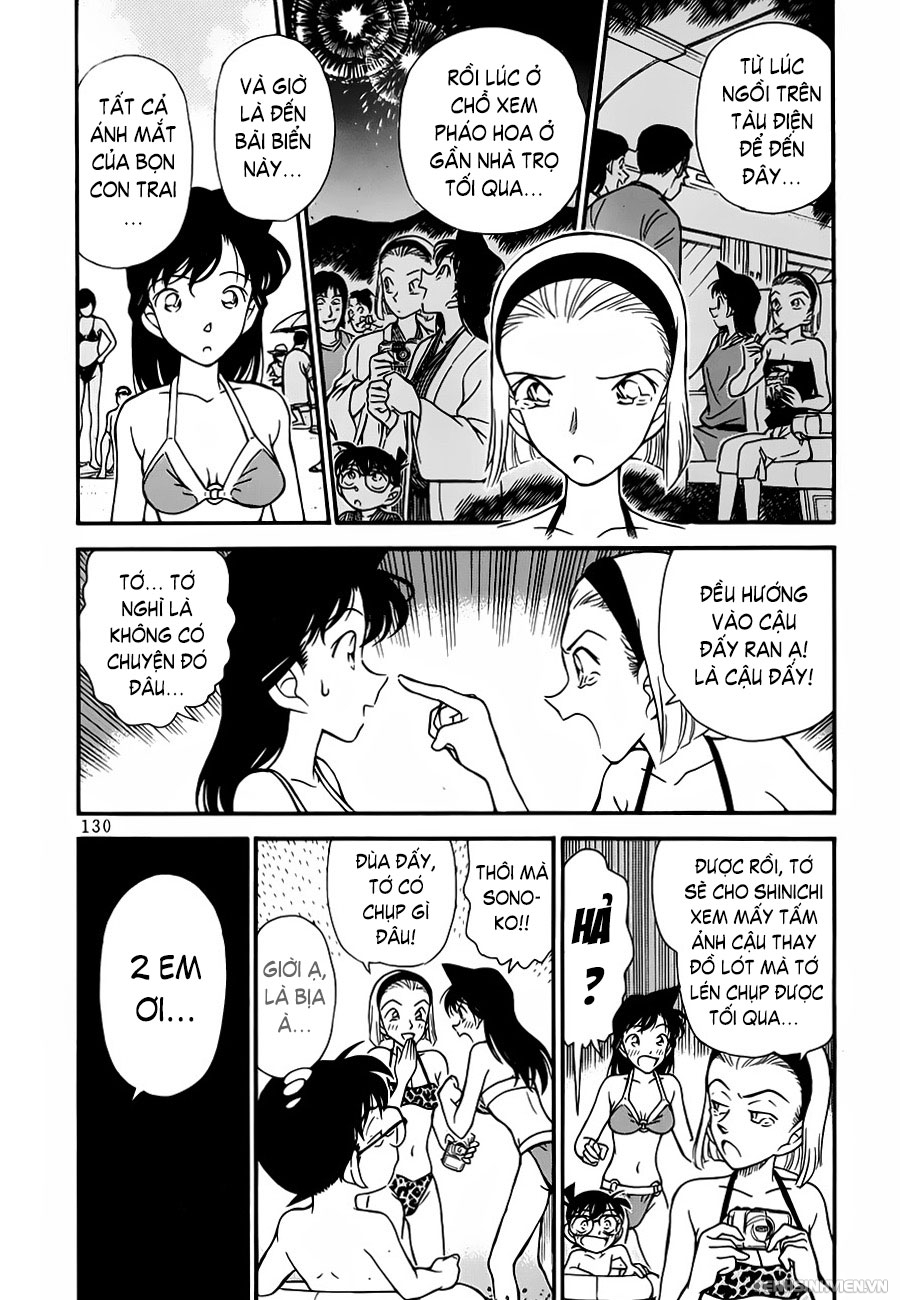 TỪ LÚC
NGỒI TRÊN
TÀU ĐIỆN
ĐỂ ĐẾN
ĐÂY...
RỒI LÚC Ở
CHỖ XEM
PHÁO HOA Ở
GẦN NHÀ TRỌ
TỐI QUA...
VÀ GIỜ
LÀ ĐẾN
BÃI BIỂN
NÀY...
TẤT CẢ
ÁNH MẮT
CỦA BỌN
CON TRAI
...
ĐỀU HƯỚNG
VÀO CẬU
ĐẤY RAN Ạ!
LÀ CẬU ĐẤY!
TỚ... TỚ
NGHĨ LÀ
KHÔNG CÓ
CHUYỆN ĐÓ
ĐÂU...
130
ĐƯỢC RỒI, TỚ
SẼ CHO SHINICHI
XEM MẤY TẤM
ẢNH CẬU THAY
ĐỒ LÓT MÀ TỚ
LÉN CHỤP ĐƯỢC
TỐI QUA...
HẢ
?
THÔI MÀ
SONO-
KO!!
ĐÙA ĐẤY,
TỚ CÓ
CHỤP GÌ
ĐÂU!
GIỜI Ạ,
LÀ BỊA
À...
2 EM
ƠI...